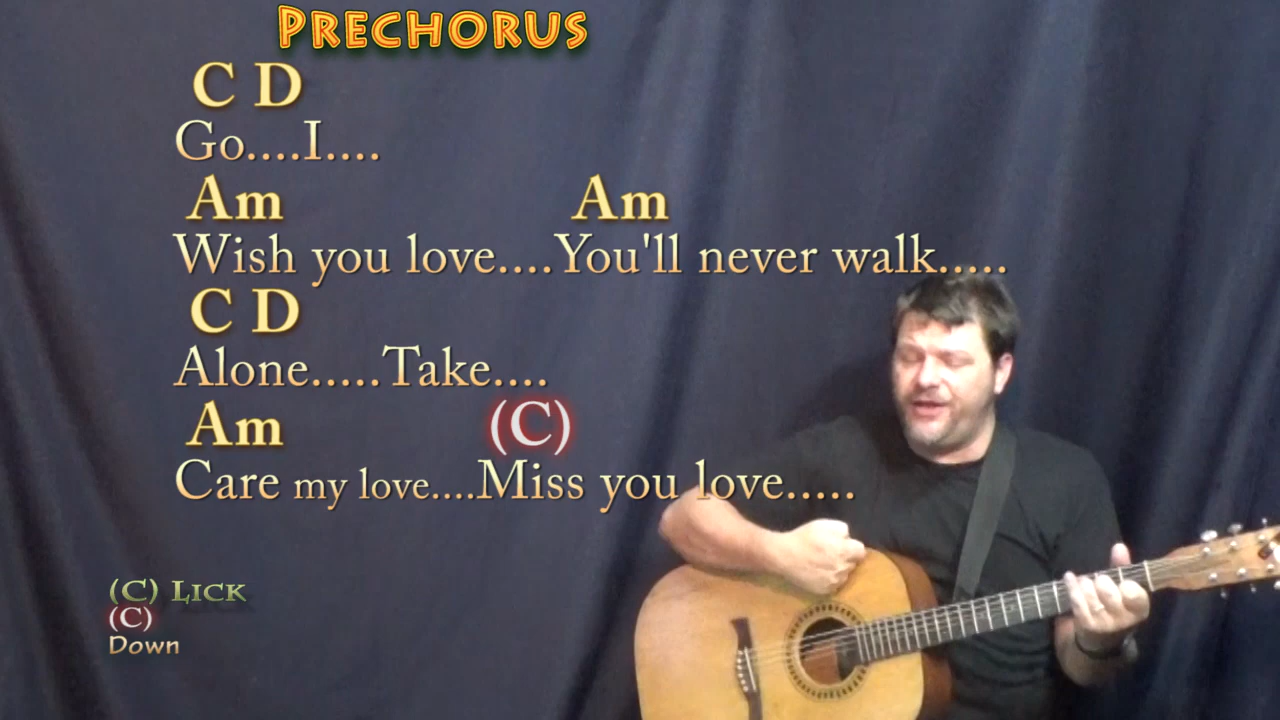 PRECHORUS
C D
Go....I....
Am Am
Wish you love....You'll never walk.....
C D
Alone.....Take....
Am (C)
Care my love....Miss you love.....
(C) LICK
(C)
Down